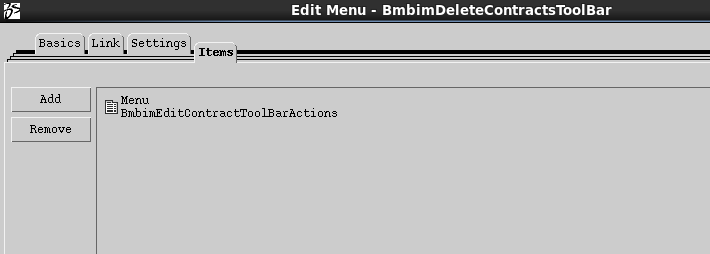 Edit Menu - BmbimDeleteContractsToolBar
Basics Link Settings Items
Add
Remove
Menu
BmbimEditContractToolBarActions